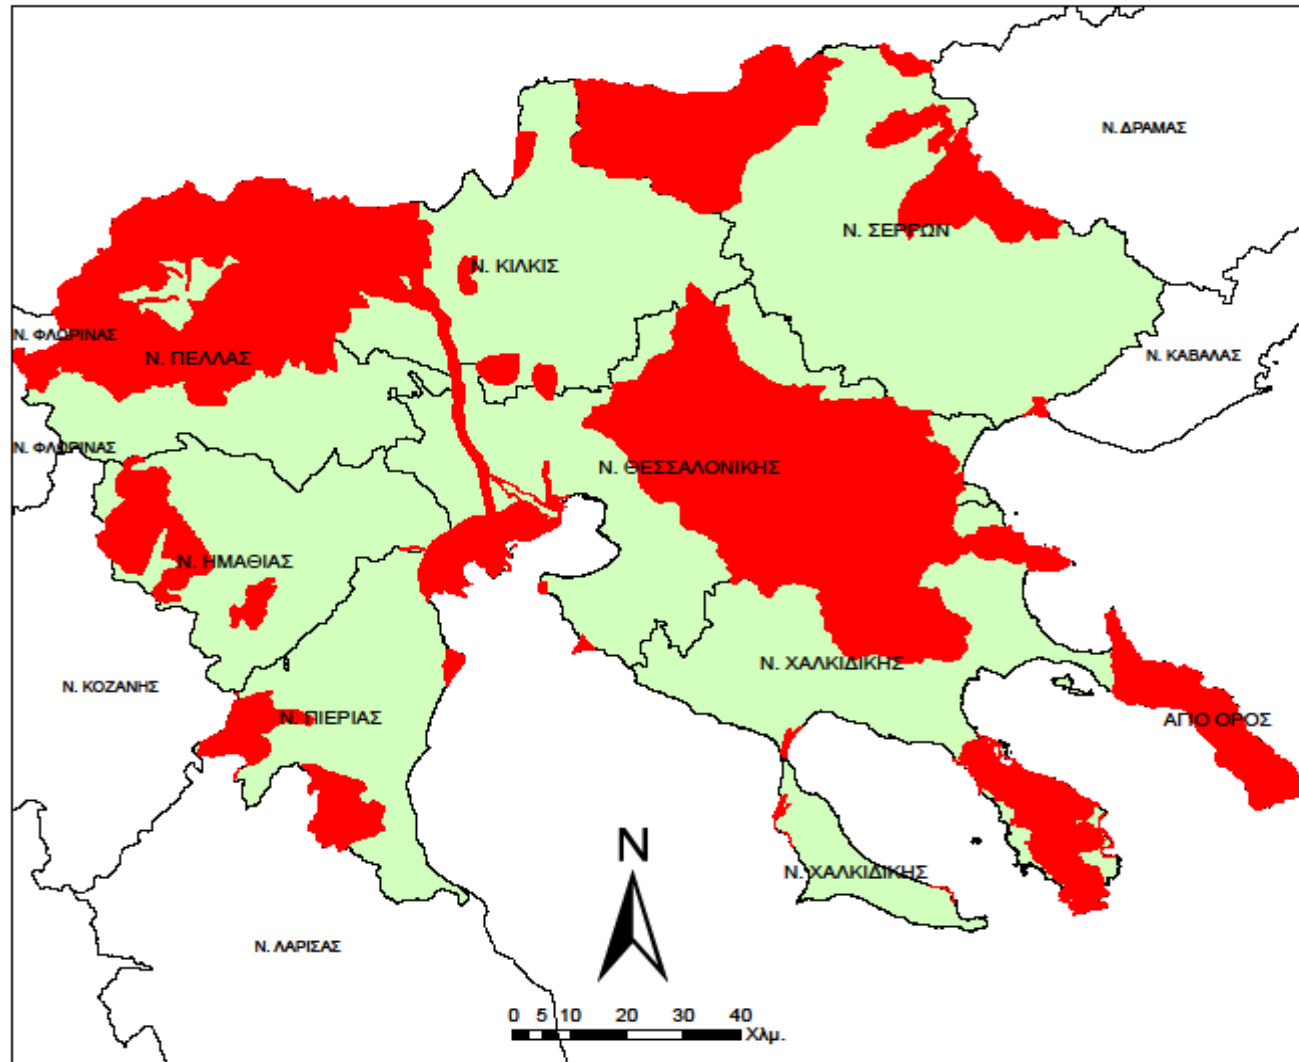 Ν. ΔΡΑΜΑΣ
Ν. ΣΕΡΡΩΝ
Ν. ΚΙΛΚΙΣ
Ν. ΦΛΩΡΙΝΑΣ
Ν. ΠΕΛΛΑΣ
Ν. ΚΑΒΑΛΑΣ
Ν. ΦΛΩΡΙΝΑΣ
Ν. ΘΕΣΣΑΛΟΝΙΚΗΣ
Ν. ΗΜΑΘΙΑΣ
Ν. ΧΑΛΚΙΔΙΚΗΣ
Ν. ΚΟΖΑΝΗΣ
Ν. ΠΙΕΡΙΑΣ
ΑΓΙΟ ΟΡΟΣ
N
Ν. ΧΑΛΚΙΔΙΚΗΣ
Ν. ΛΑΡΙΣΑΣ
0 5 10 20 30 40
Χλμ.